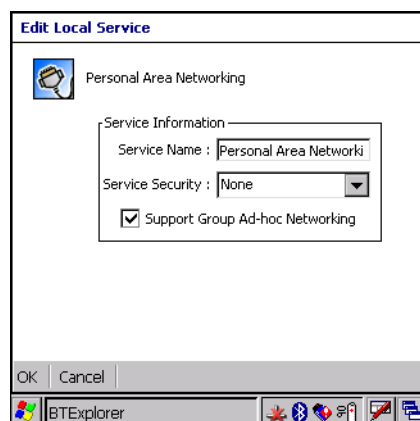 Edit Local Service
Personal Area Networking
Service Information
Service Name : Personal Area Networki
Service Security : None
Support Group Ad-hoc Networking
OK Cancel
BTExplorer